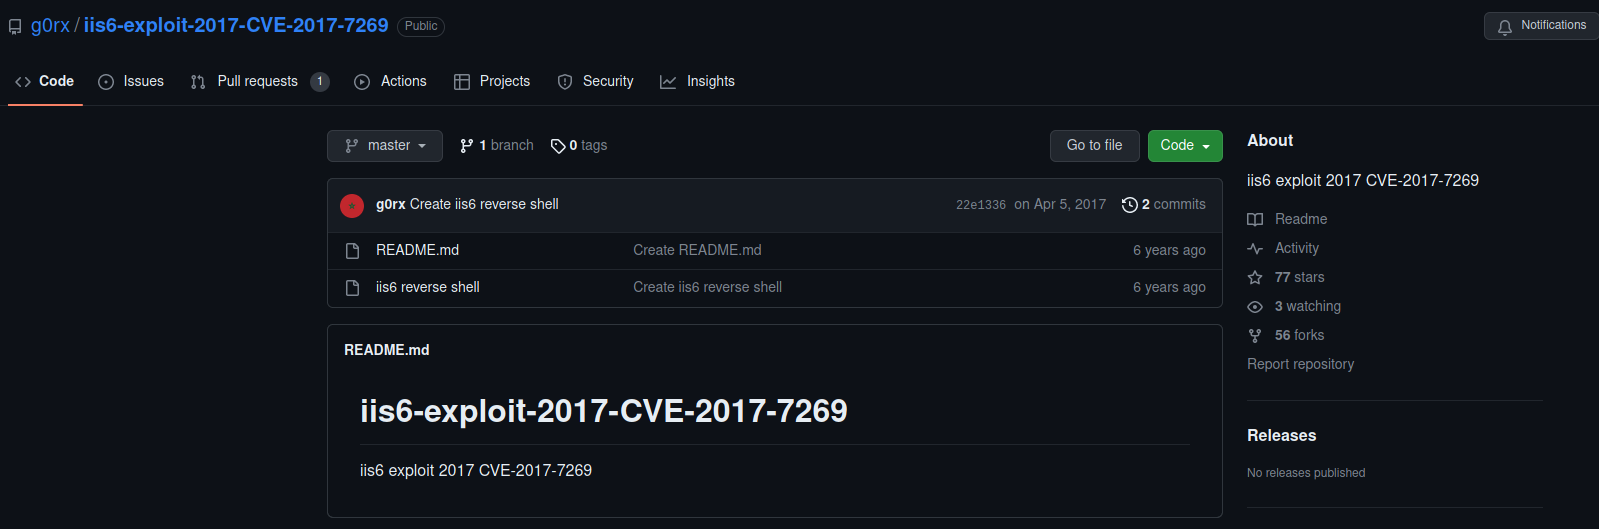 g0rx / iis6-exploit-2017-CVE-2017-7269 Public Notifications
Code Issues Pull requests 1 Actions Projects Security Insights
master 1 branch 0 tags Go to file Code
g0rx Create iis6 reverse shell 22e1336 on Apr 5, 2017 2 commits
README.md Create README.md 6 years ago
iis6 reverse shell Create iis6 reverse shell 6 years ago
README.md
iis6-exploit-2017-CVE-2017-7269
iis6 exploit 2017 CVE-2017-7269
About
iis6 exploit 2017 CVE-2017-7269
Readme
Activity
77 stars
3 watching
56 forks
Report repository
Releases
No releases published